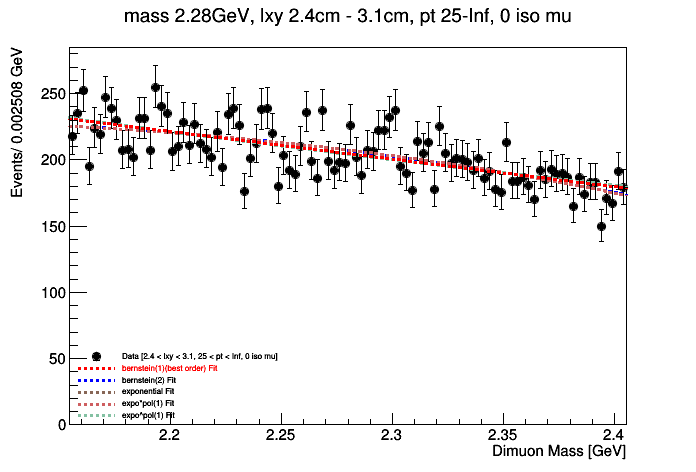 mass 2.28GeV, lxy 2.4cm - 3.1cm, pt 25-Inf, 0 iso mu
Events/ 0.002508 GeV
250
200
150
100
50
0
Data [2.4 < lxy < 3.1, 25 < pt < Inf, 0 iso mu]
bernstein(1)(best order) Fit
bernstein(2) Fit
exponential Fit
expo*pol(1) Fit
expo^pol(1) Fit
2.2 2.25 2.3 2.35 2.4
Dimuon Mass [GeV]